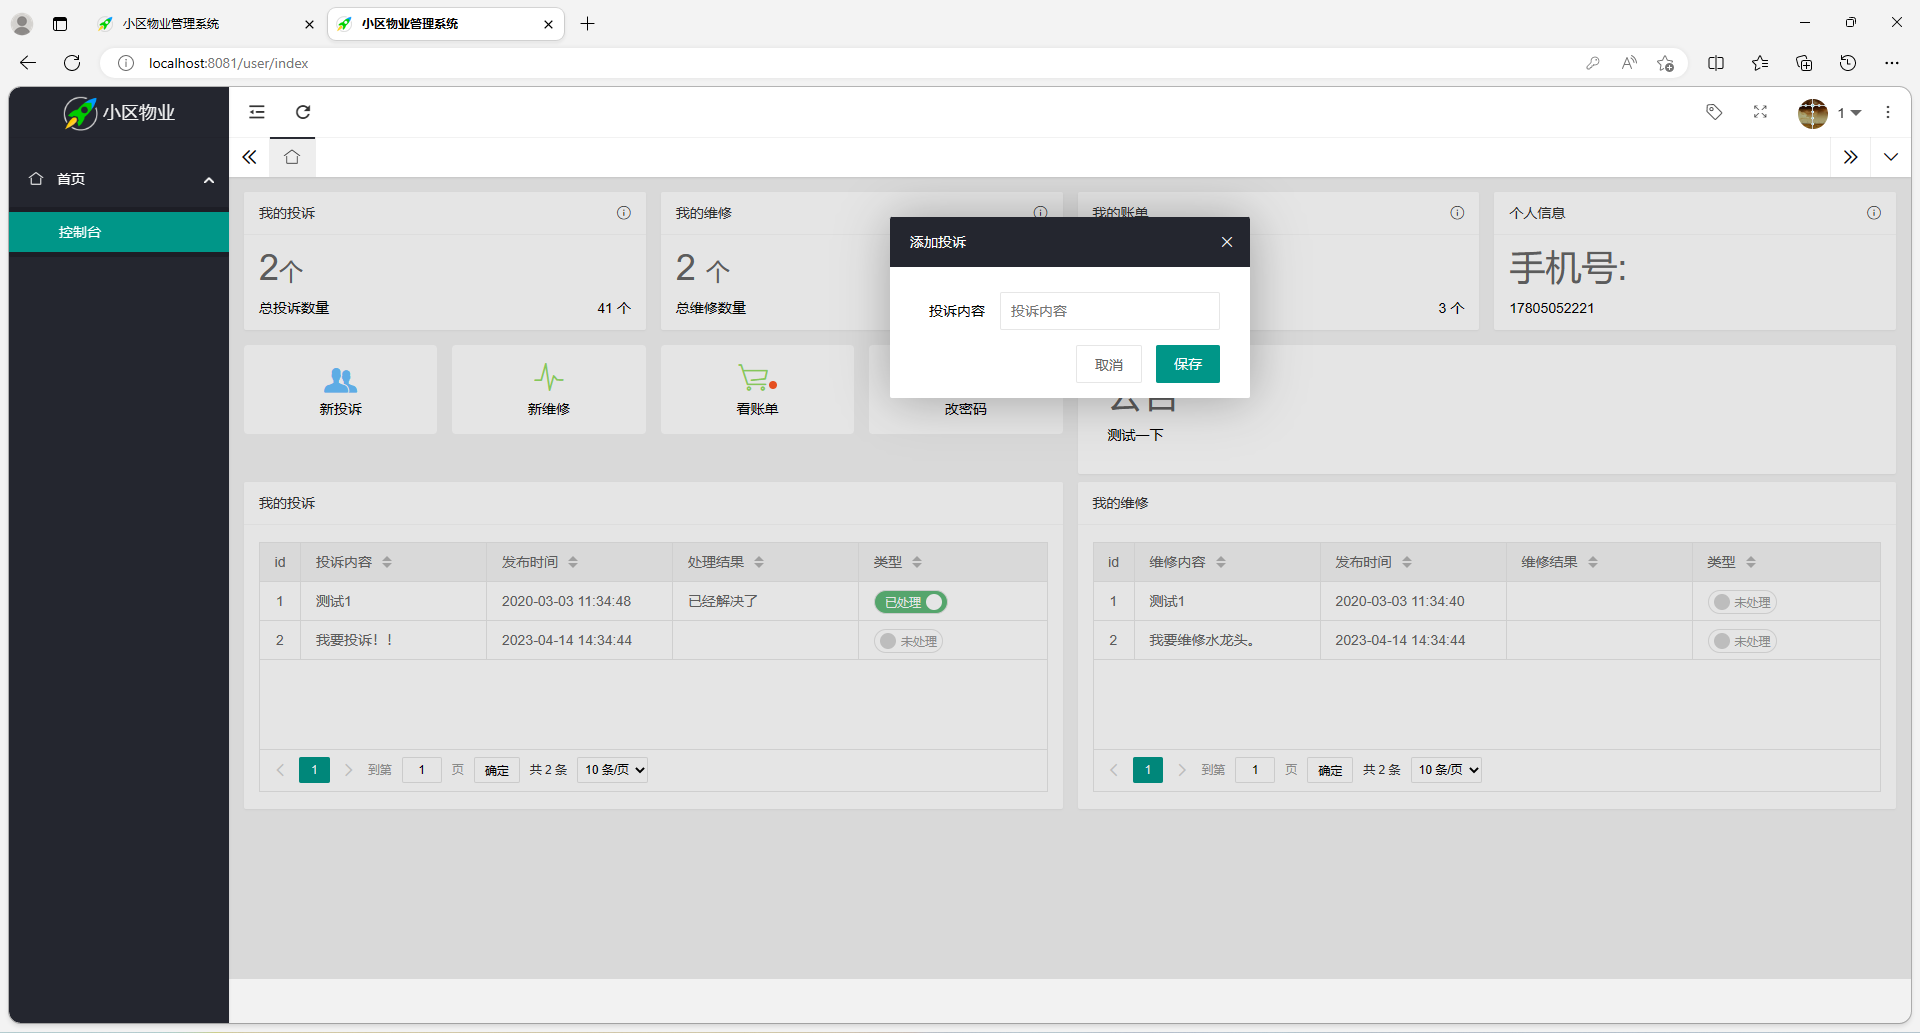 小区物业管理系统
小区物业管理系统
localhost:8081/user/index
小区物业
1
首页
控制台
我的投诉
2个
总投诉数量 41 个
我的维修
2 个
总维修数量
我的账单
3 个
个人信息
手机号:
17805052221
添加投诉
投诉内容 投诉内容
取消 保存
新投诉
新维修
看账单
改密码
公告
测试一下
我的投诉
id 投诉内容 发布时间 处理结果 类型
1 测试1 2020-03-03 11:34:48 已经解决了 已处理
2 我要投诉！！ 2023-04-14 14:34:44 未处理
1 到第 1 页 确定 共 2 条 10 条/页
我的维修
id 维修内容 发布时间 维修结果 类型
1 测试1 2020-03-03 11:34:40 未处理
2 我要维修水龙头。 2023-04-14 14:34:44 未处理
1 到第 1 页 确定 共 2 条 10 条/页